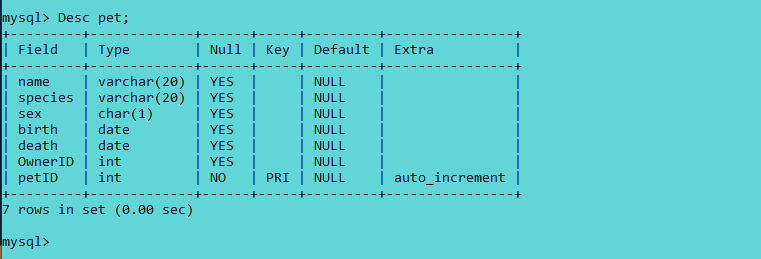 mysql> Desc pet;
+---------+-------------+------+-----+---------+----------------+
| Field   | Type        | Null | Key | Default | Extra          |
+---------+-------------+------+-----+---------+----------------+
| name    | varchar(20) | YES  |     | NULL    |                |
| species | varchar(20) | YES  |     | NULL    |                |
| sex     | char(1)     | YES  |     | NULL    |                |
| birth   | date        | YES  |     | NULL    |                |
| death   | date        | YES  |     | NULL    |                |
| OwnerID | int         | YES  |     | NULL    |                |
| petID   | int         | NO   | PRI | NULL    | auto_increment |
+---------+-------------+------+-----+---------+----------------+
7 rows in set (0.00 sec)
mysql>